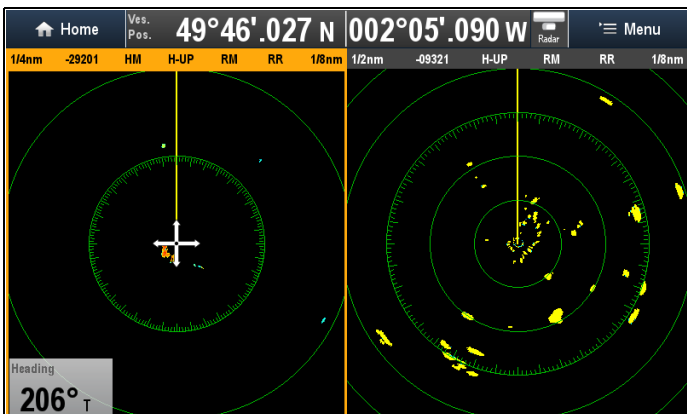 Home
Ves. Pos.
49°46'.027 N
002°05'.090 W
Radar
Menu
1/4nm -29201 HM H-UP RM RR 1/8nm
1/2nm -09321 H-UP RM RR 1/8nm
Heading
206° T